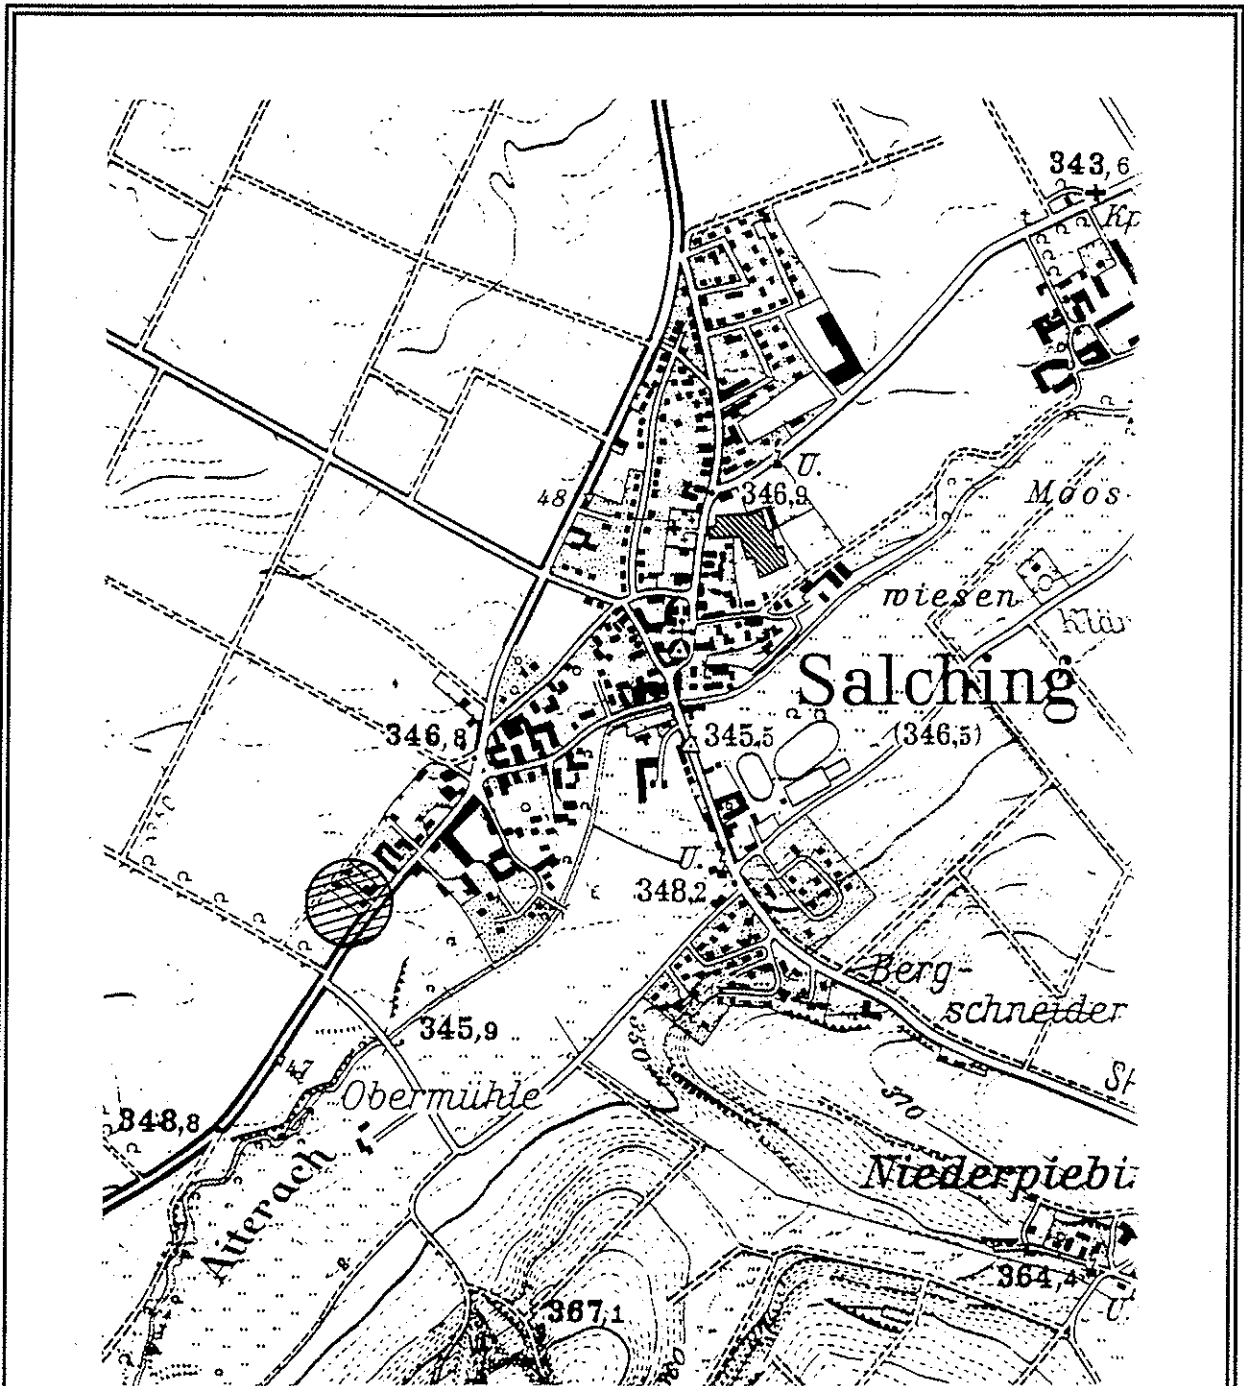 343,6
Kp
U.
346,9
48
Moos-
wiesen
Klär
Salching
(346,5)
346,8
345,5
U.
348,2
Berg-
schneider
345,9
350
Obermühle
370
348,8
Aiterach
Niederpiebi
364,4
U
367,1